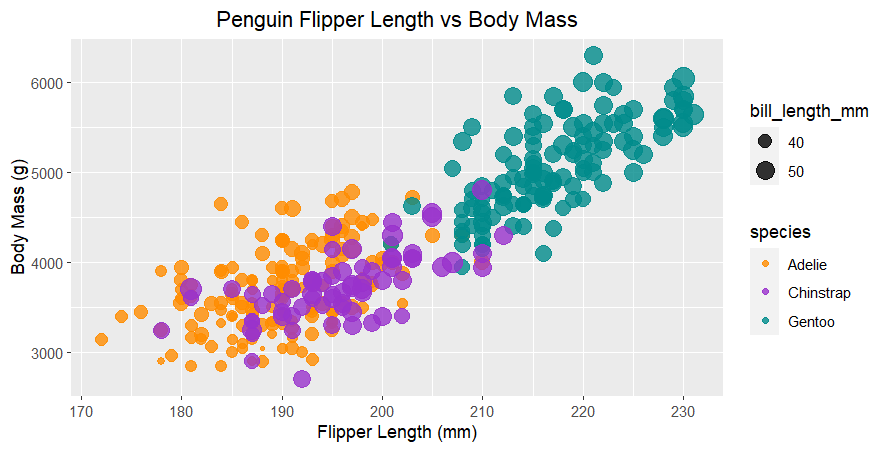 Penguin Flipper Length vs Body Mass
Body Mass (g)
6000
5000
4000
3000
170 180 190 200 210 220 230
Flipper Length (mm)
bill_length_mm
40
50
species
Adelie
Chinstrap
Gentoo